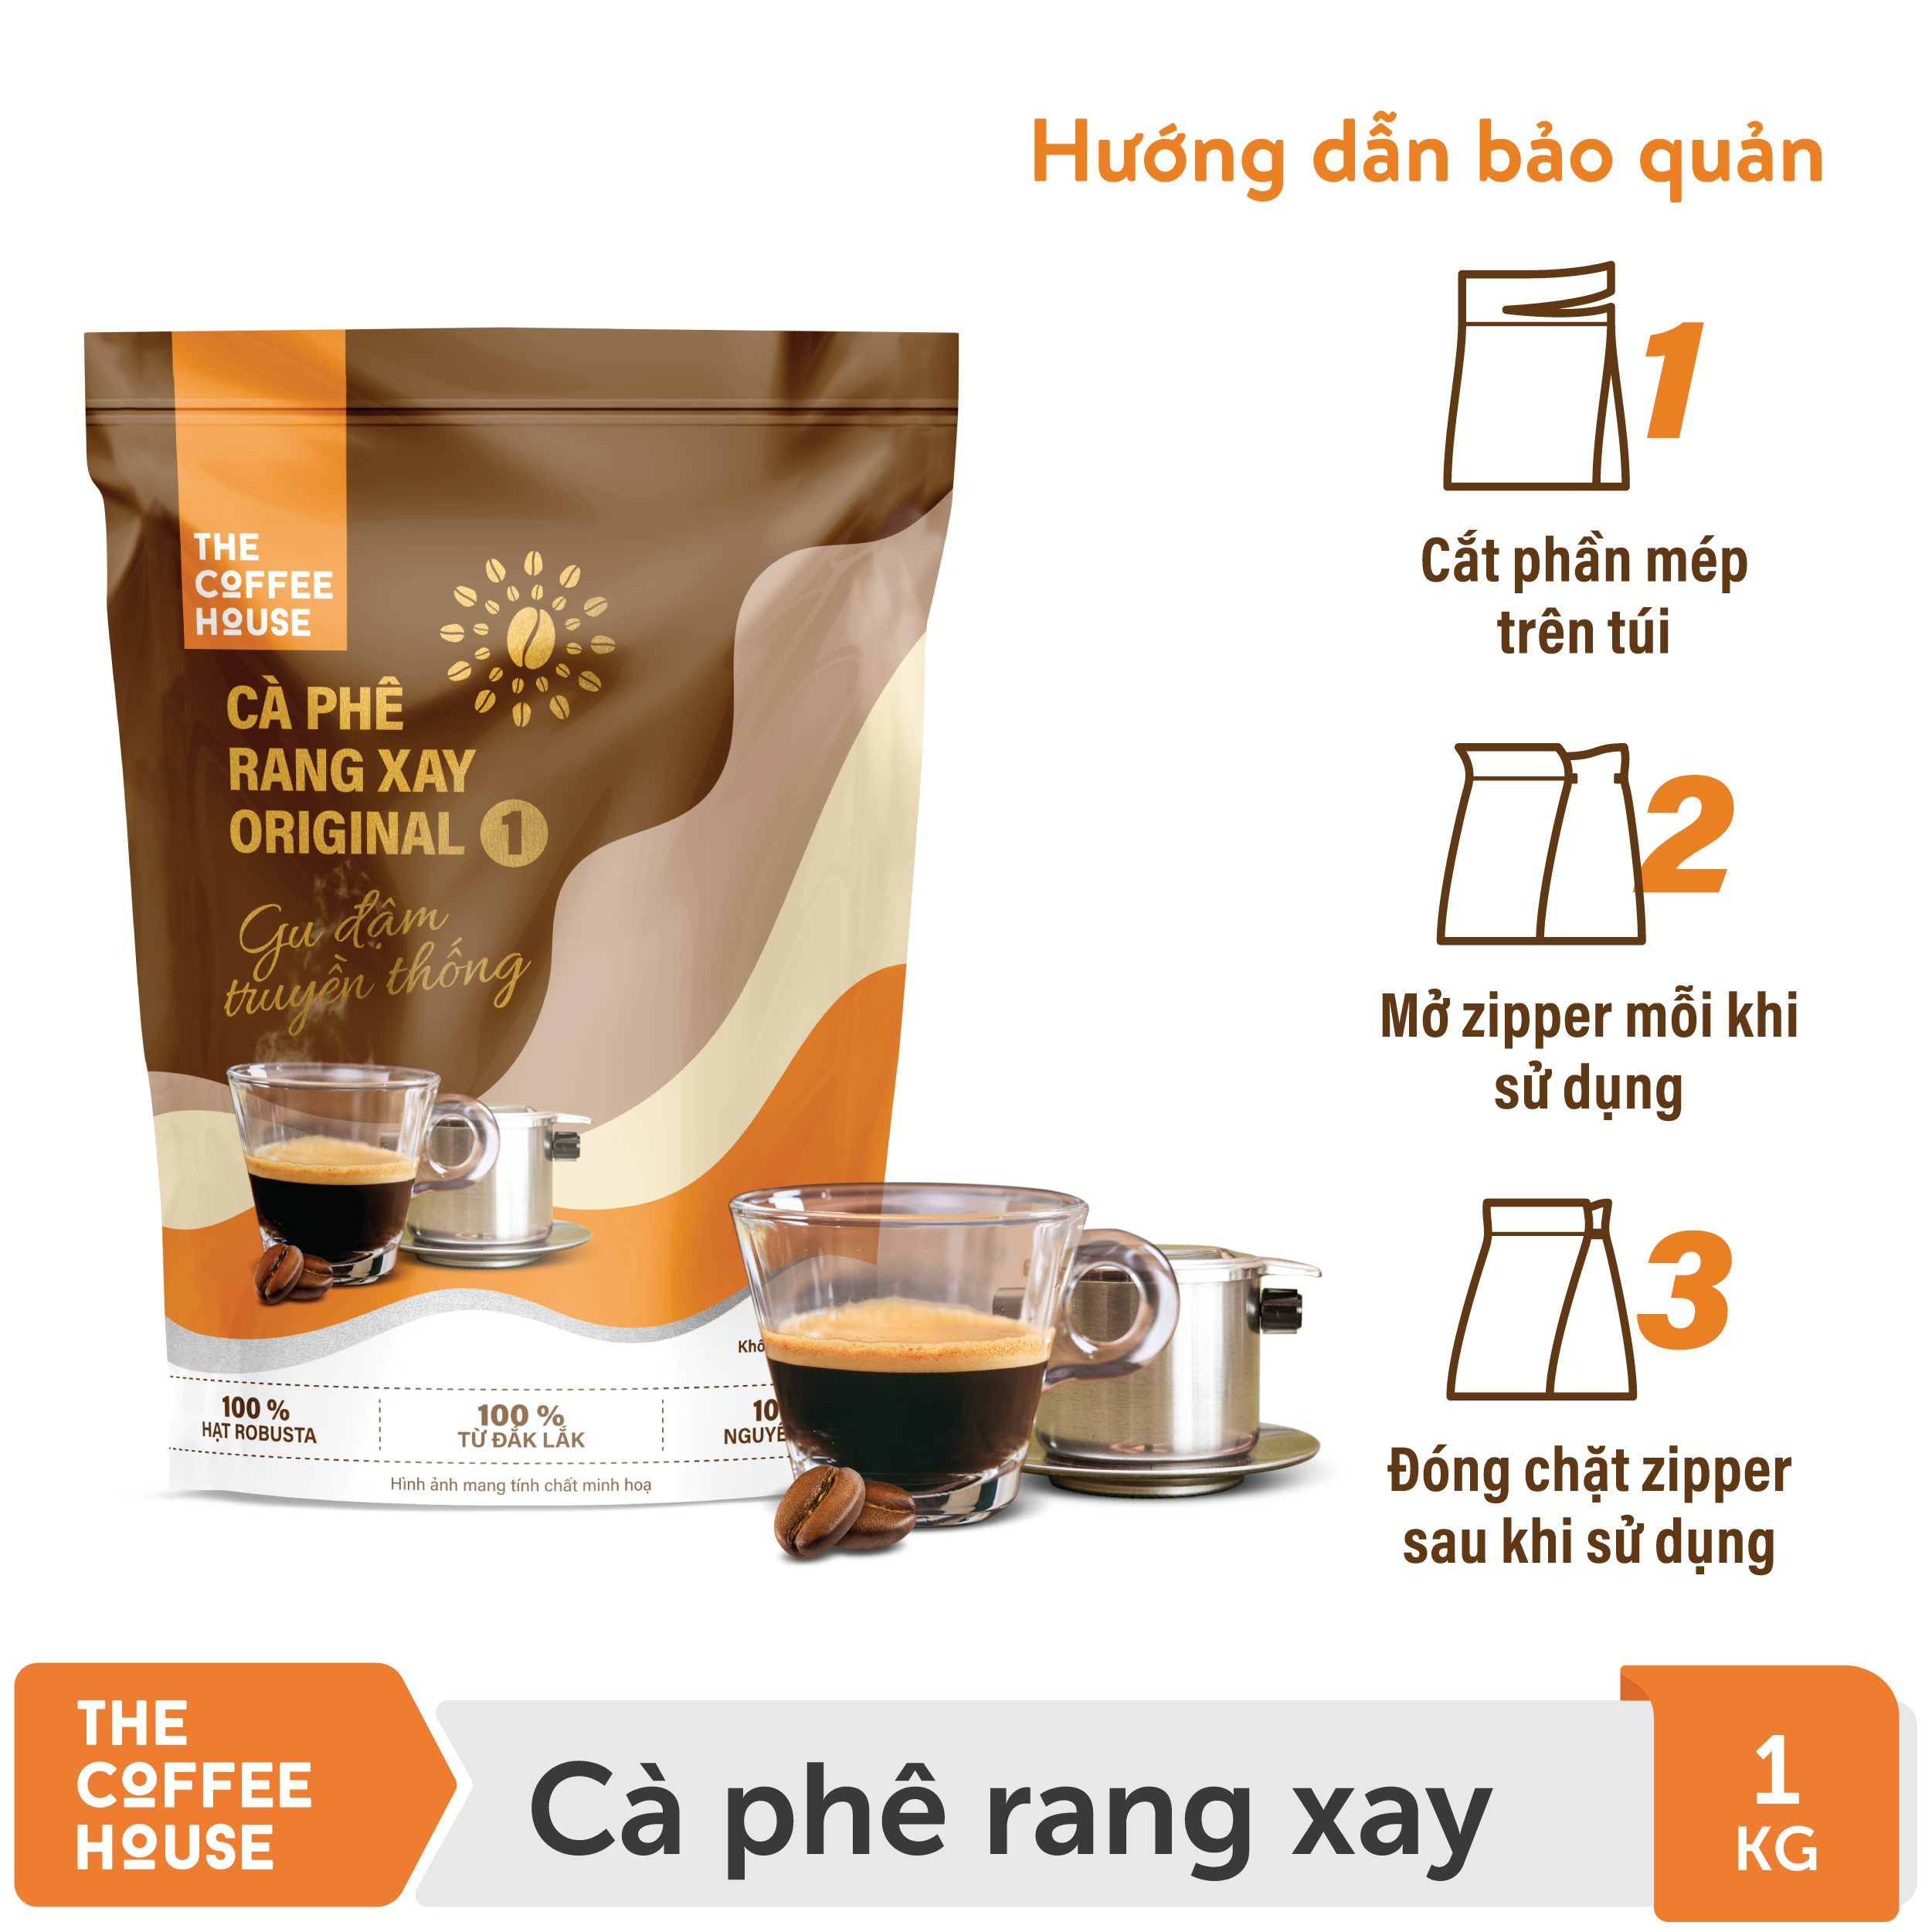 Hướng dẫn bảo quản
THE
COFFEE
HOUSE
CÀ PHÊ
RANG XAY
ORIGINAL 1
Gu đậm
truyền thống
100 %
HẠT ROBUSTA
100 %
TỪ ĐẮK LẮK
Hình ảnh mang tính chất minh hoạ
1
Cắt phần mép
trên túi
2
Mở zipper mỗi khi
sử dụng
3
Đóng chặt zipper
sau khi sử dụng
THE
COFFEE
HOUSE
Cà phê rang xay
1
KG